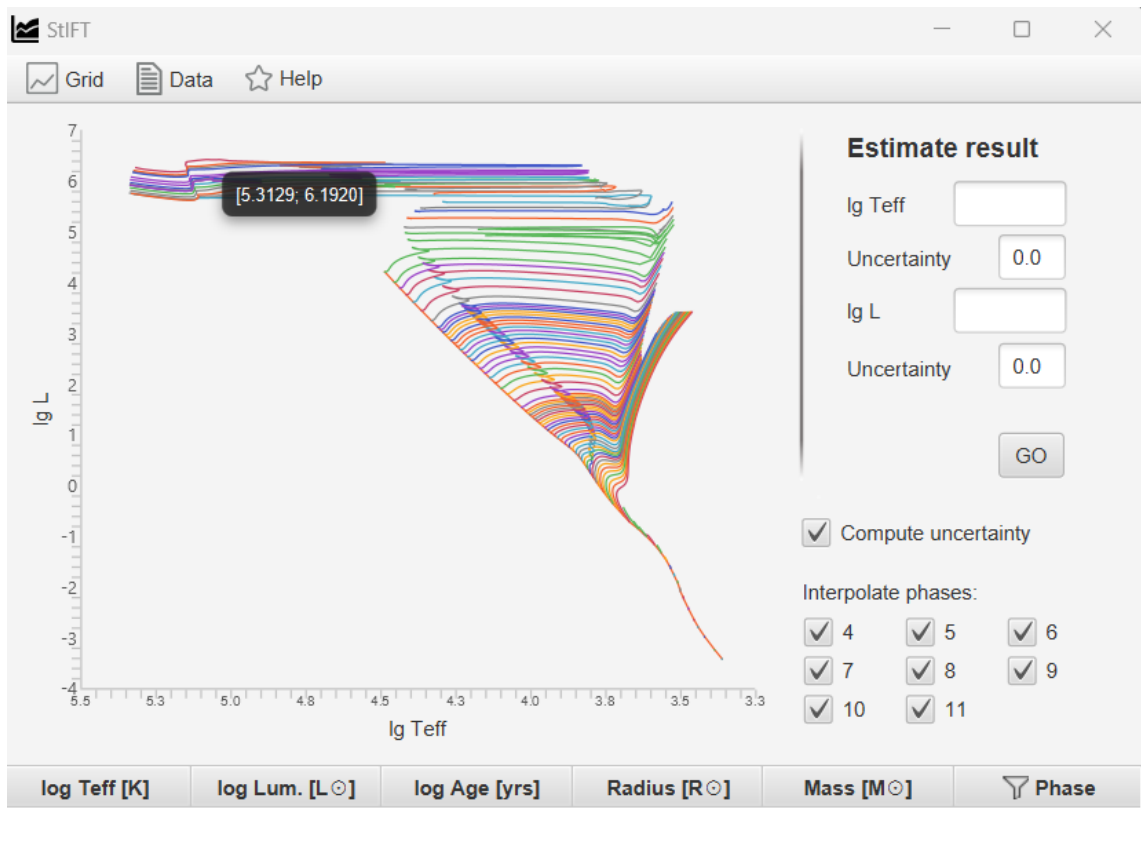 StIFT
Grid Data Help
7
6
5
4
3
2
1
0
-1
-2
-3
-4
lg L
[5.3129; 6.1920]
5.5 5.3 5.0 4.8 4.5 4.3 4.0 3.8 3.5 3.3
lg Teff
Estimate result
lg Teff
Uncertainty 0.0
lg L
Uncertainty 0.0
GO
Compute uncertainty
Interpolate phases:
4 5 6
7 8 9
10 11
log Teff [K] log Lum. [L☉] log Age [yrs] Radius [R☉] Mass [M☉] Phase